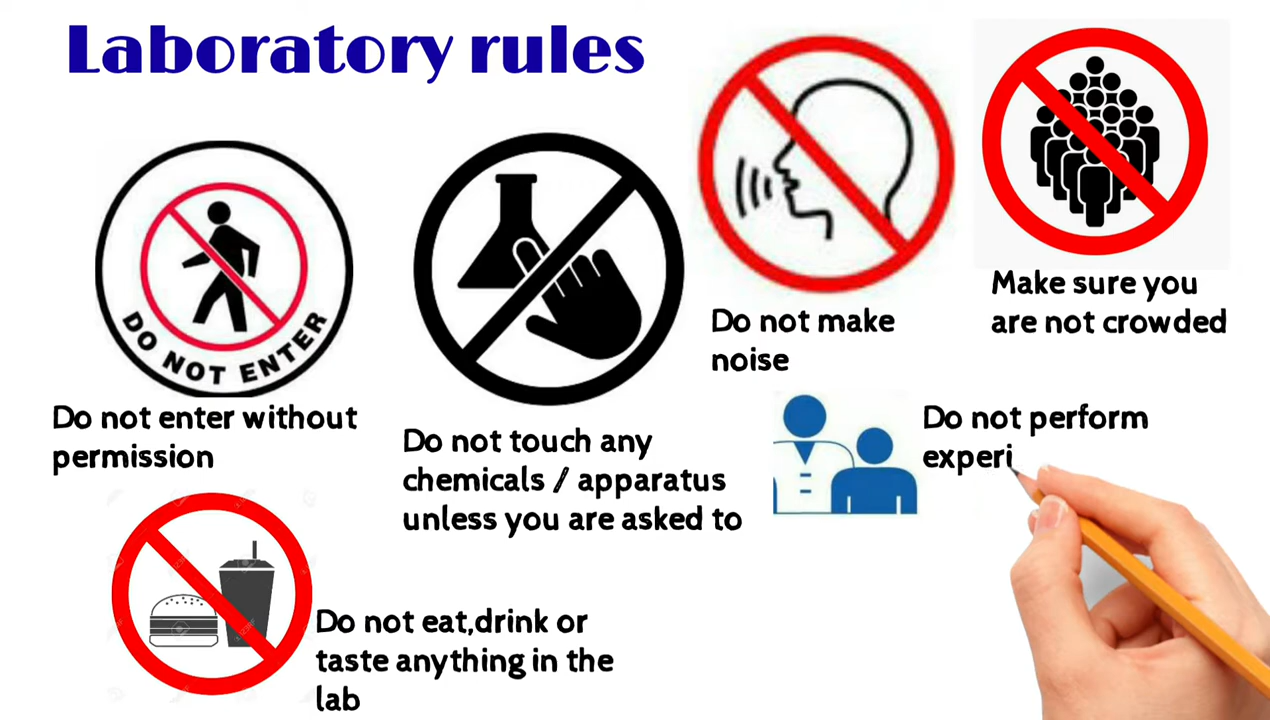 Laboratory rules
DO NOT ENTER
Do not enter without
permission
Do not touch any
chemicals / apparatus
unless you are asked to
Do not make
noise
Make sure you
are not crowded
Do not perform
experi
Do not eat,drink or
taste anything in the
lab